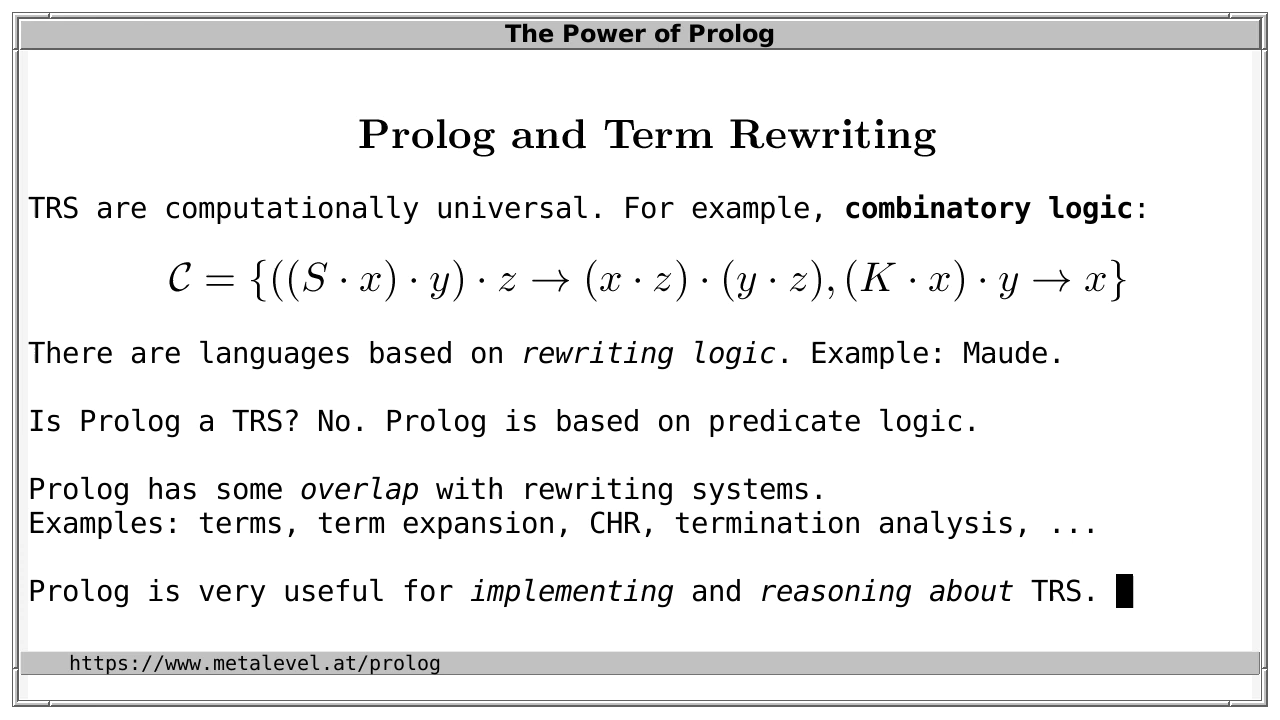 The Power of Prolog
Prolog and Term Rewriting
TRS are computationally universal. For example, combinatory logic:
𝒞 = {((S · x) · y) · z → (x · z) · (y · z), (K · x) · y → x}
There are languages based on rewriting logic. Example: Maude.
Is Prolog a TRS? No. Prolog is based on predicate logic.
Prolog has some overlap with rewriting systems.
Examples: terms, term expansion, CHR, termination analysis, ...
Prolog is very useful for implementing and reasoning about TRS.
https://www.metalevel.at/prolog